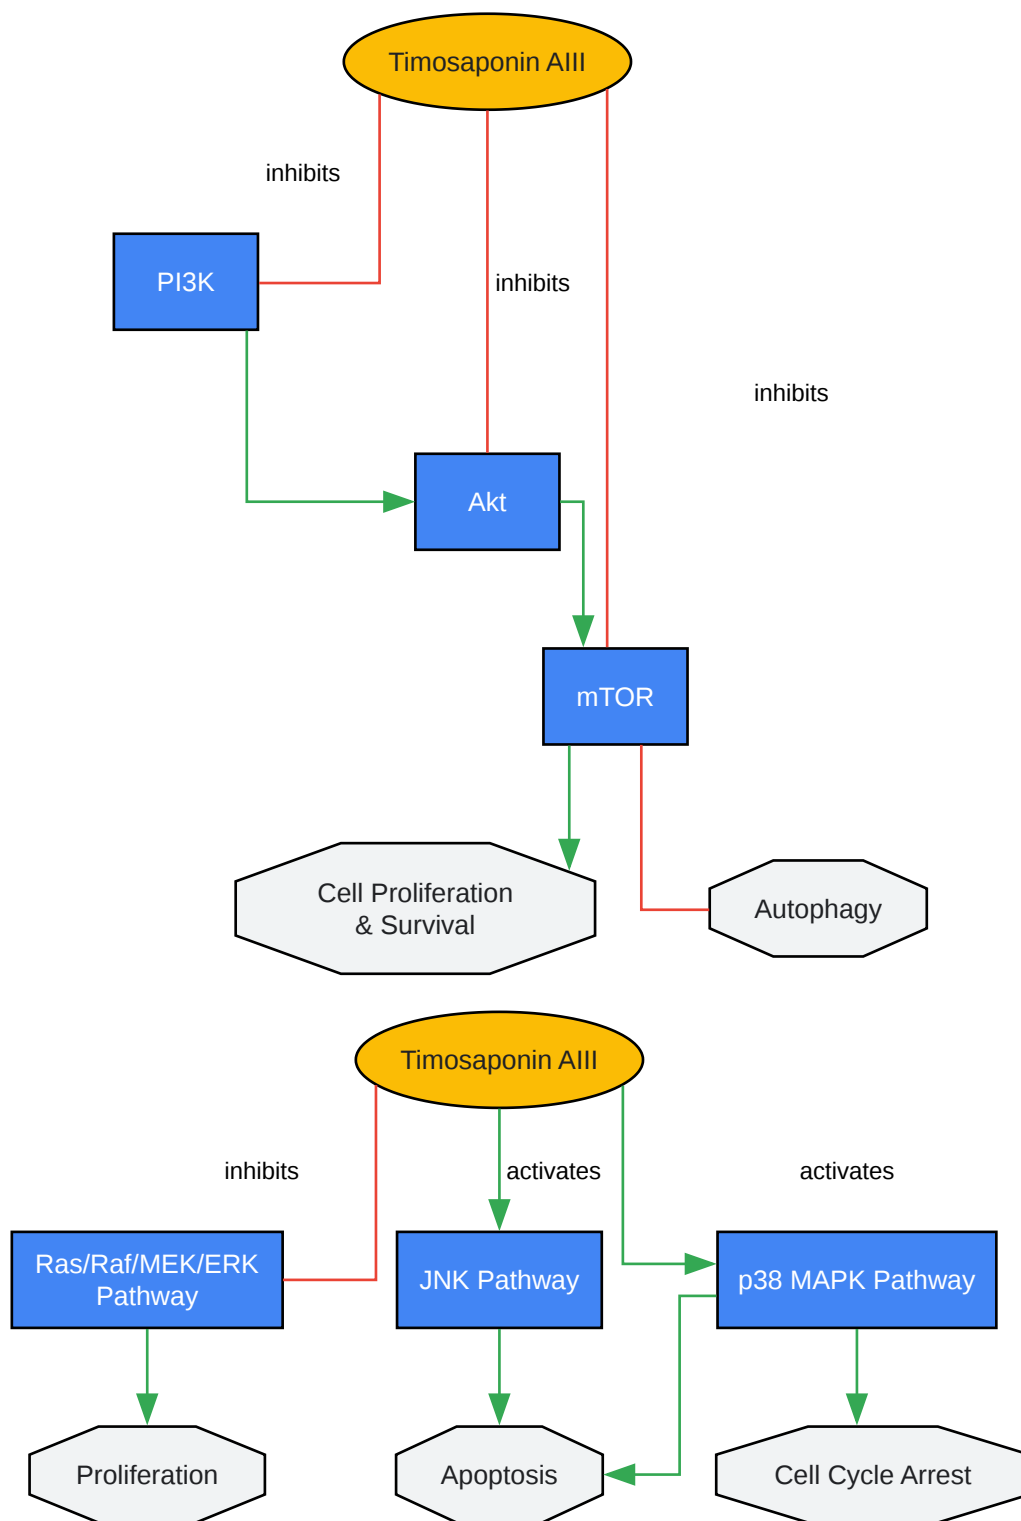 Timosaponin AIII
inhibits
PI3K
inhibits
inhibits
Akt
mTOR
Cell Proliferation
& Survival
Autophagy
Timosaponin AIII
inhibits
activates
activates
Ras/Raf/MEK/ERK
Pathway
JNK Pathway
p38 MAPK Pathway
Proliferation
Apoptosis
Cell Cycle Arrest